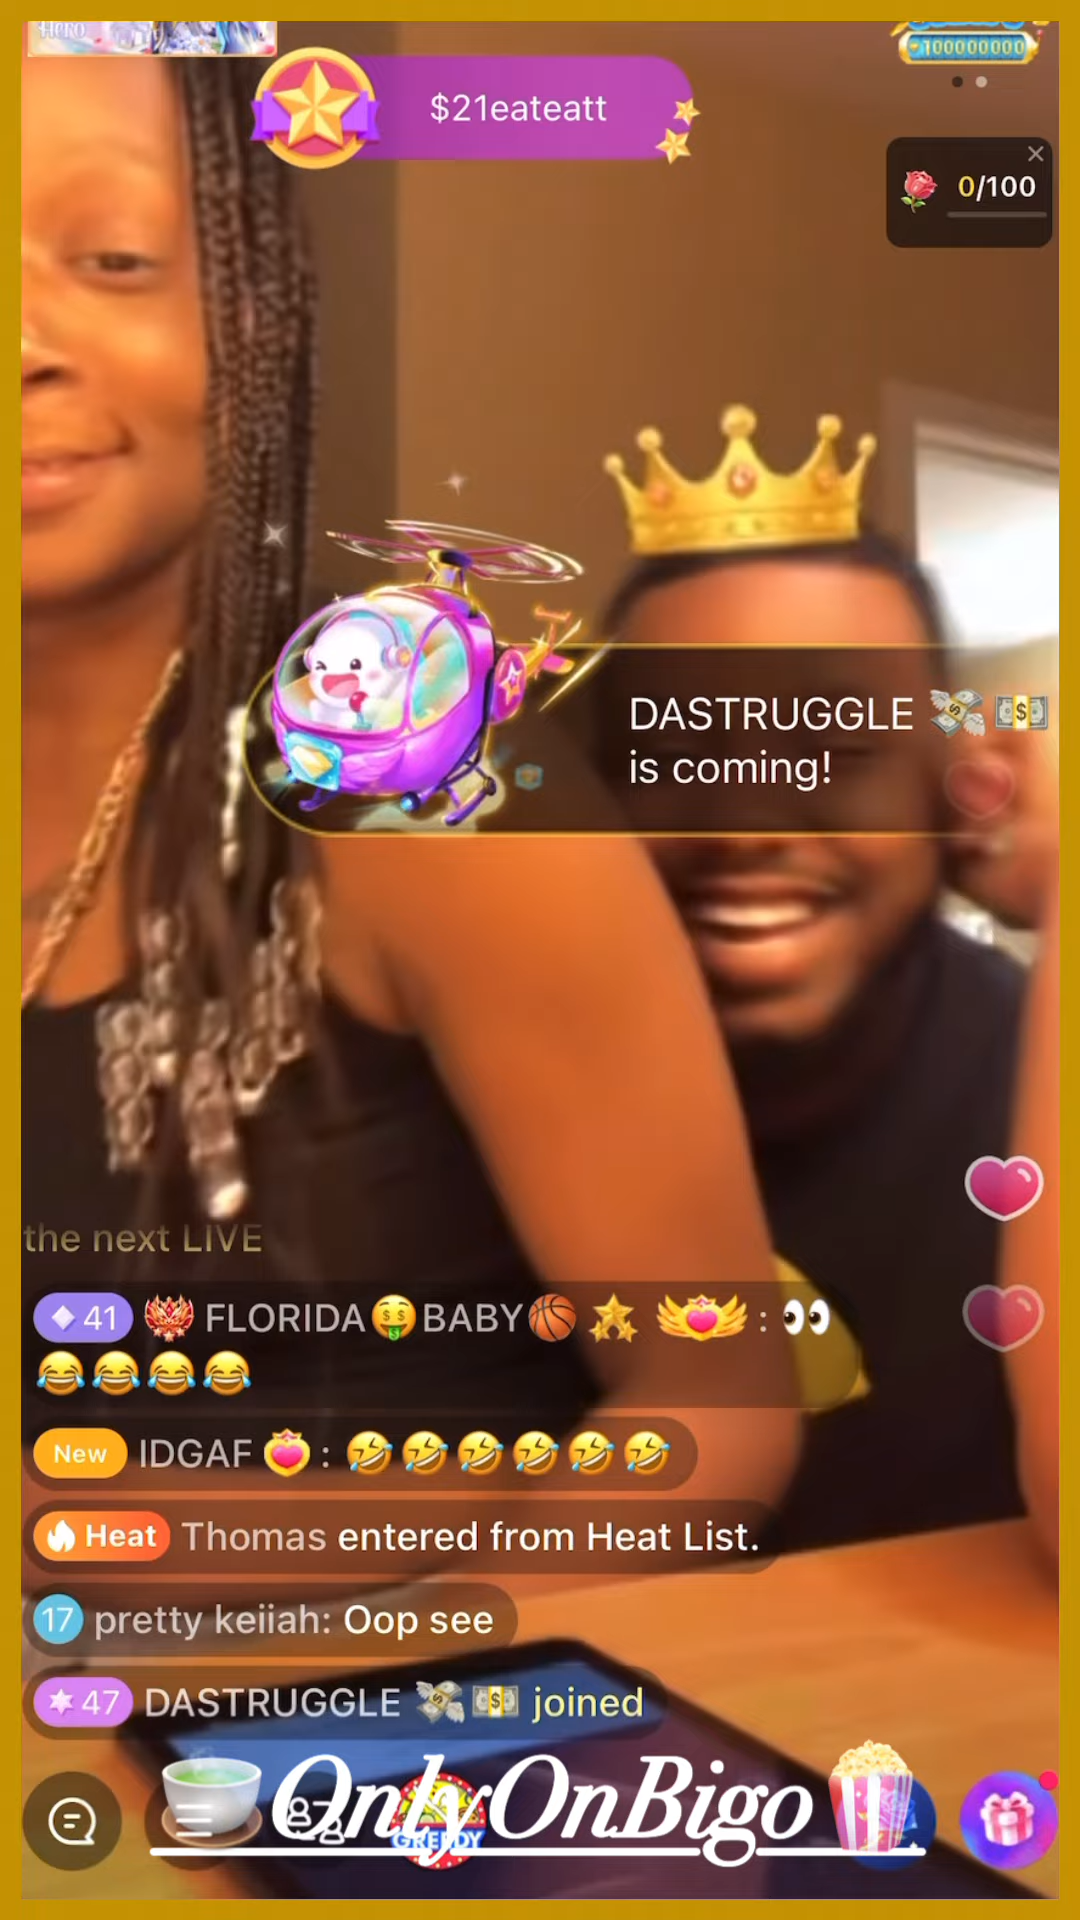 Hero
100000000
$21eateatt
0/100
DASTRUGGLE 💸💵
is coming!
the next LIVE
41 FLORIDA🤑BABY🏀 : 👀
😂😂😂😂
New IDGAF : 🤣🤣🤣🤣🤣🤣
Heat Thomas entered from Heat List.
17 pretty keiiah: Oop see
47 DASTRUGGLE 💸💵 joined
🍵OnlyOnBigo🍿
GREEDY